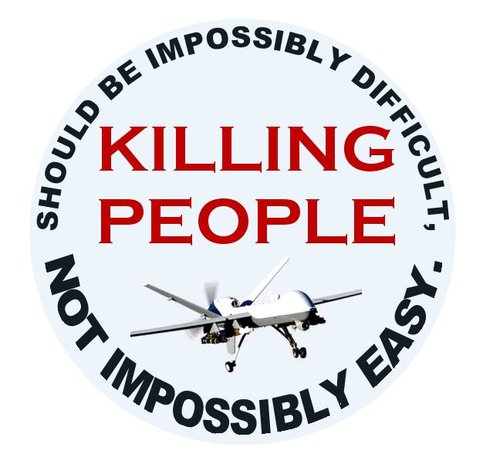 KILLING
PEOPLE
SHOULD BE IMPOSSIBLY DIFFICULT,
NOT IMPOSSIBLY EASY.